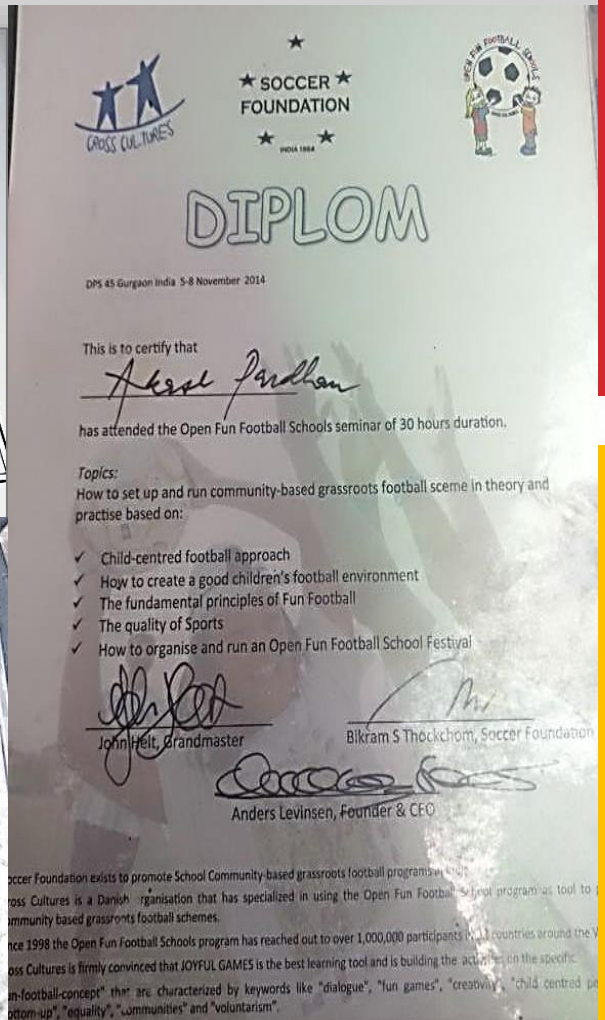 CROSS CULTURES
SOCCER
FOUNDATION
INDIA 1984
OPEN FUN FOOTBALL SCHOOLS
DIPLOM
DPS 45 Gurgaon India 5-8 November 2014
This is to certify that
Akash Pardhan
has attended the Open Fun Football Schools seminar of 30 hours duration.
Topics:
How to set up and run community-based grassroots football sceme in theory and
practise based on:
✓ Child-centred football approach
✓ How to create a good children's football environment
✓ The fundamental principles of Fun Football
✓ The quality of Sports
✓ How to organise and run an Open Fun Football School Festival
John Helt, Grandmaster
Bikram S Thockchom, Soccer Foundation
Anders Levinsen, Founder & CEO
occer Foundation exists to promote School Community-based grassroots football programs
ross Cultures is a Danish rganisation that has specialized in using the Open Fun Football School program as tool to
mmunity based grassroots football schemes.
nce 1998 the Open Fun Football Schools program has reached out to over 1,000,000 participants countries around the
oss Cultures is firmly convinced that JOYFUL GAMES is the best learning tool and is building the activities on the specific
n-football-concept" that are characterized by keywords like "dialogue", "fun games", "creativity", "child centred
ottom-up", "equality", "communities" and "voluntarism".